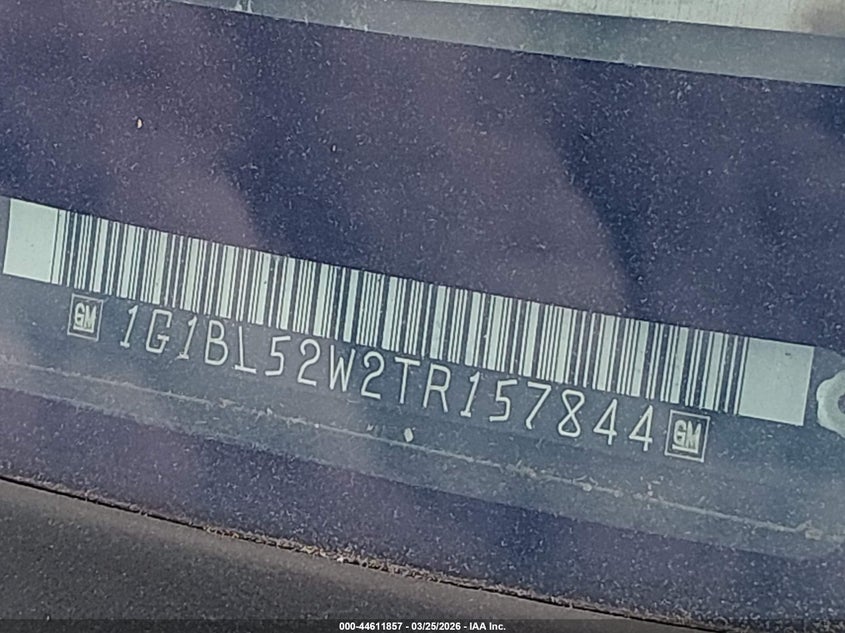 GM 1G1BL52W2TR157844 GM
000-44611857 - 03/25/2026 - IAA Inc.